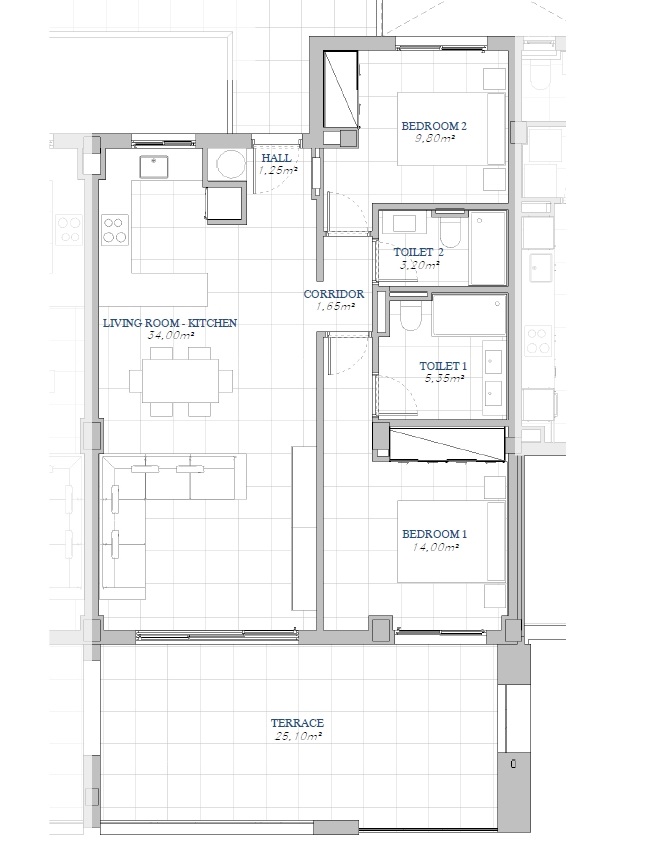 BEDROOM 2
9,80m²
HALL
1,25m²
TOILET 2
3,20m²
CORRIDOR
1,65m²
LIVING ROOM - KITCHEN
34,00m²
TOILET 1
5,35m²
BEDROOM 1
14,00m²
TERRACE
25,10m²